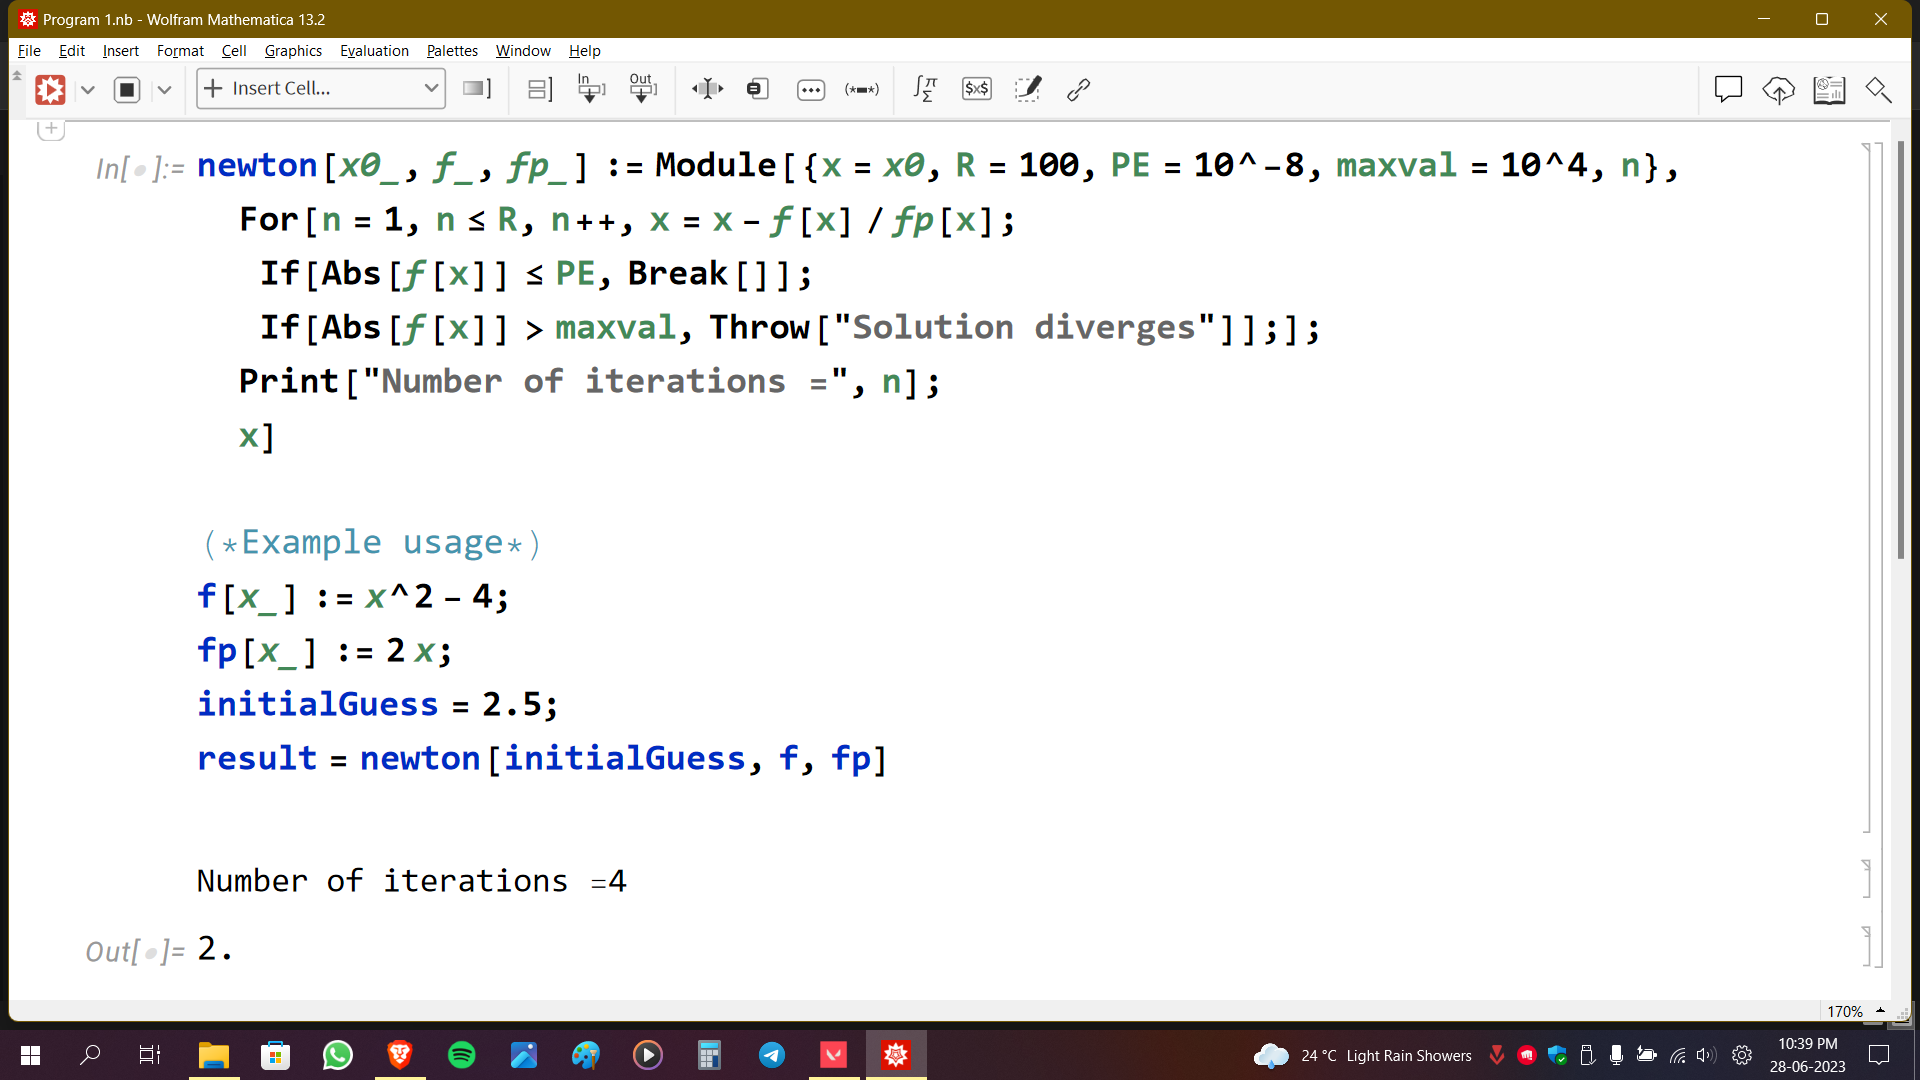 Program 1.nb - Wolfram Mathematica 13.2
File Edit Insert Format Cell Graphics Evaluation Palettes Window Help
Insert Cell... In Out (*■*) ∫π Σ $x$
In[•]:= newton[x0_, f_, fp_] := Module[{x = x0, R = 100, PE = 10^-8, maxval = 10^4, n},
For[n = 1, n ≤ R, n++, x = x - f[x] / fp[x];
If[Abs[f[x]] ≤ PE, Break[]];
If[Abs[f[x]] > maxval, Throw["Solution diverges"]];];
Print["Number of iterations =", n];
x]
(*Example usage*)
f[x_] := x^2 - 4;
fp[x_] := 2 x;
initialGuess = 2.5;
result = newton[initialGuess, f, fp]
Number of iterations =4
Out[•]= 2.
170%
24 °C Light Rain Showers
10:39 PM
28-06-2023